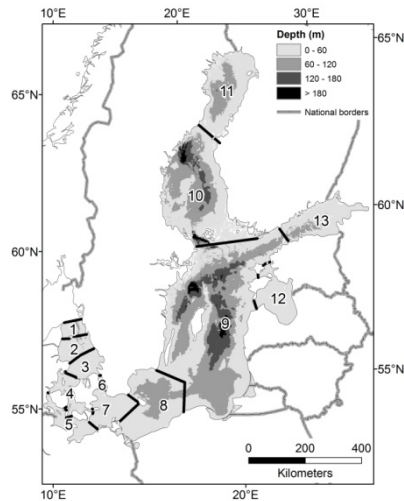 20°E 30°E
Depth (m)
0 - 60
60 - 120
120 - 180
> 180
National borders
65°N
65°N
11
10
60°N
13
60°N
12
9
1
2
3
6
4
7
8
5
55°N
55°N
0 200 400
Kilometers
10°E 20°E